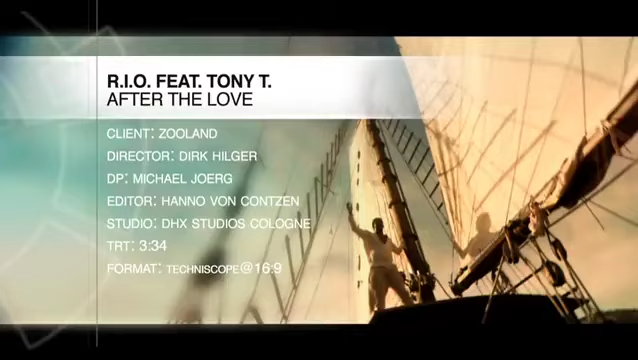 R.I.O. FEAT. TONY T.
AFTER THE LOVE
CLIENT: ZOOLAND
DIRECTOR: DIRK HILGER
DP: MICHAEL JOERG
EDITOR: HANNO VON CONTZEN
STUDIO: DHX STUDIOS COLOGNE
TRT: 3:34
FORMAT: TECHNISCOPE@16:9